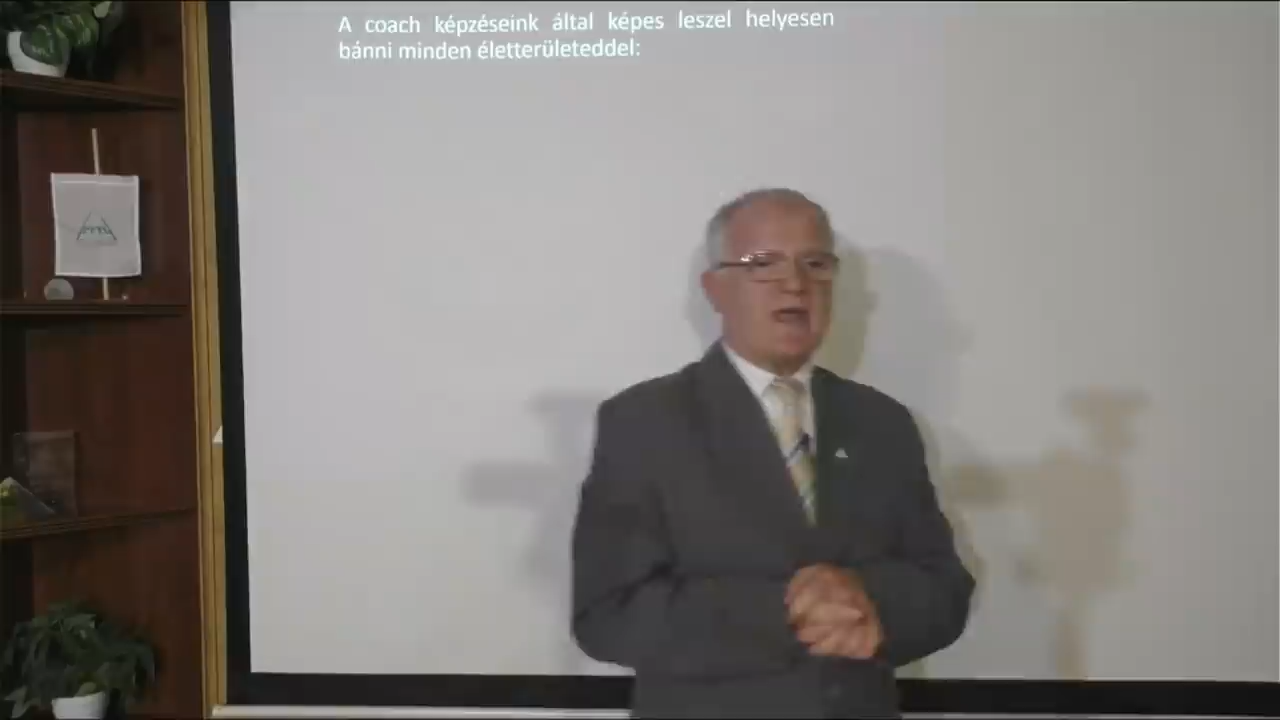 A coach képzéseink által képes leszel helyesen
bánni minden életterületeddel: